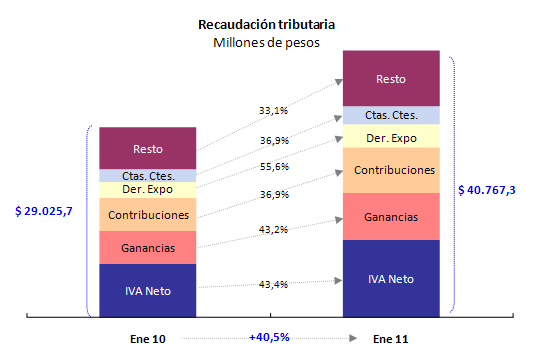 Recaudación tributaria
Millones de pesos
Resto
Ctas. Ctes.
Der. Expo
Contribuciones
Ganancias
IVA Neto
$ 29.025,7
33,1%
36,9%
55,6%
36,9%
43,2%
43,4%
Resto
Ctas. Ctes.
Der. Expo
Contribuciones
Ganancias
IVA Neto
$ 40.767,3
Ene 10
+40,5%
Ene 11